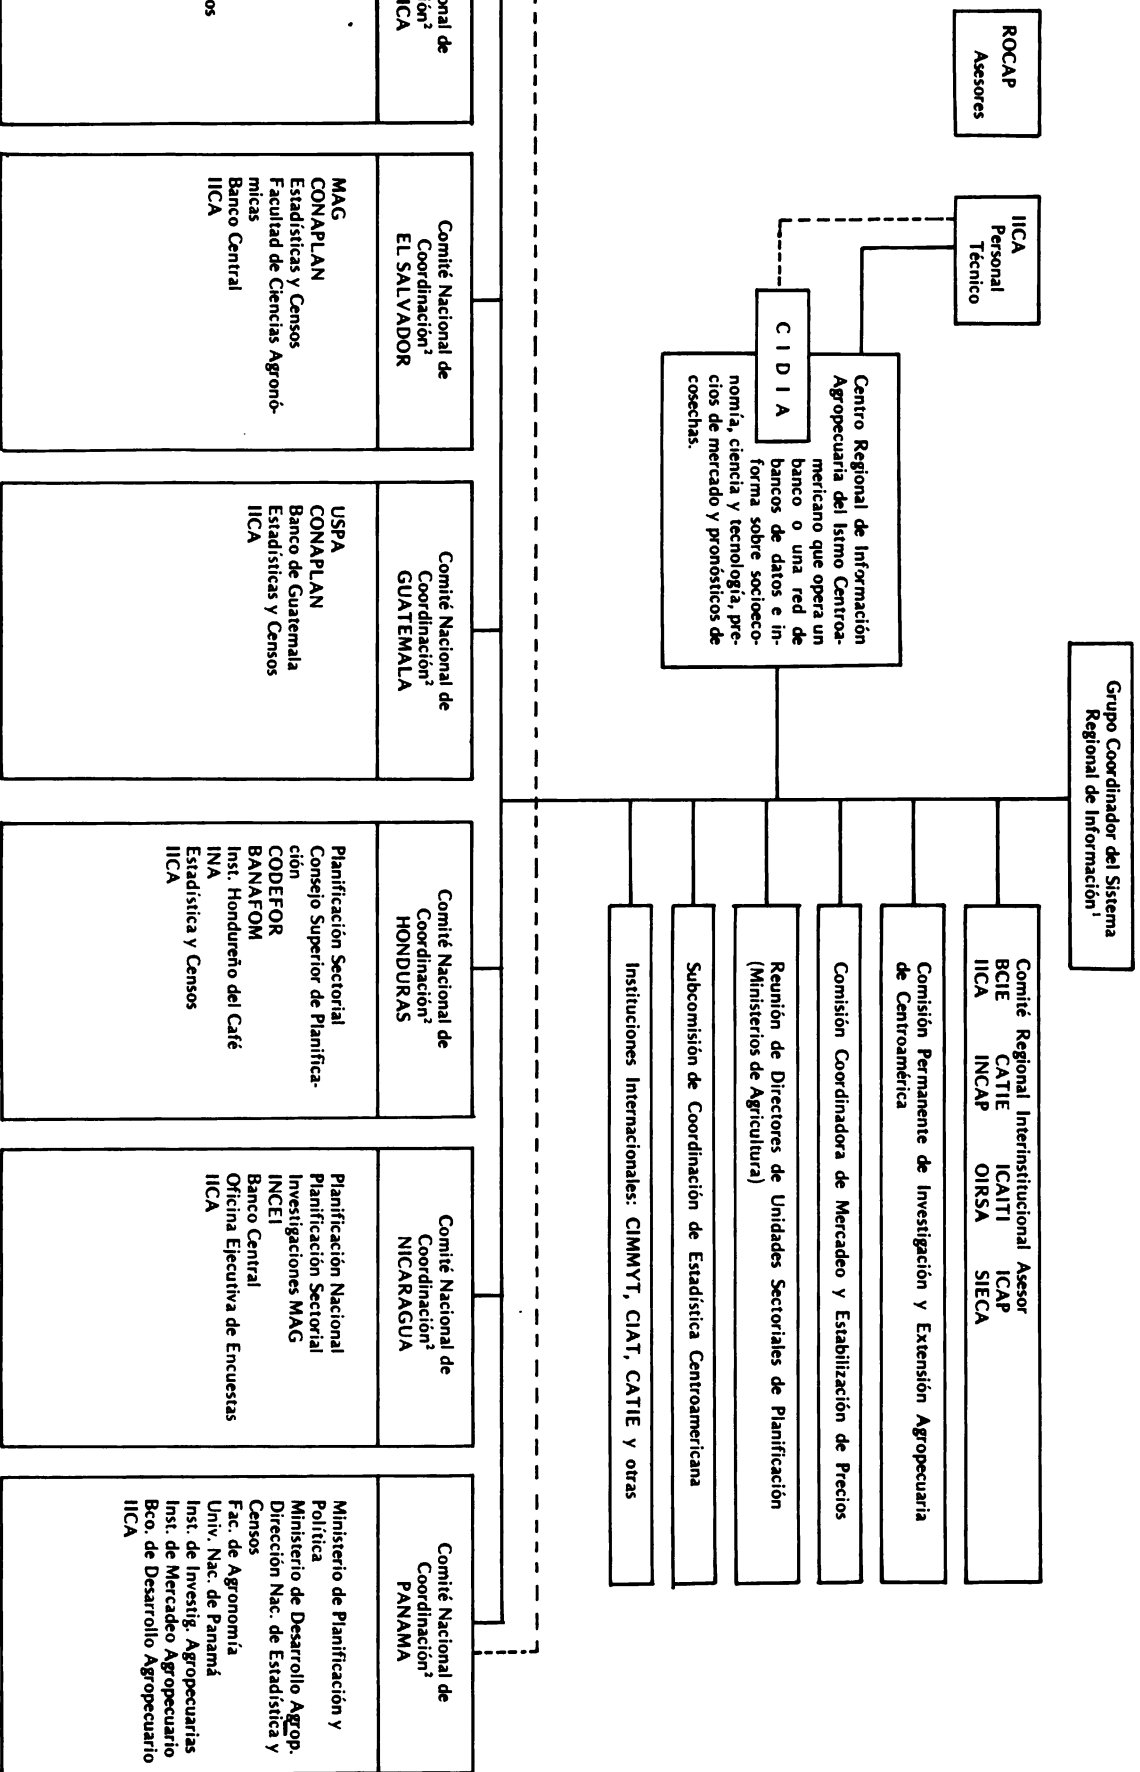 Grupo Coordinador del Sistema
Regional de Información¹
ROCAP
Asesores
IICA
Personal
Técnico
C I D I A
Centro Regional de Información
Agropecuaria del Istmo Centroa-
mericano que opera un
banco o una red de
bancos de datos e in-
forma sobre socioeco-
nomía, ciencia y tecnología, pre-
cios de mercado y pronósticos de
cosechas.
Comité Regional Interinstitucional Asesor
BCIE CATIE ICAITI ICAP
IICA INCAP OIRSA SIECA
Comisión Permanente de Investigación y Extensión Agropecuaria
de Centroamérica
Comisión Coordinadora de Mercadeo y Estabilización de Precios
Reunión de Directores de Unidades Sectoriales de Planificación
(Ministerios de Agricultura)
Subcomisión de Coordinación de Estadística Centroamericana
Instituciones Internacionales: CIMMYT, CIAT, CATIE y otras
onal de
ión²
ICA
os
Comité Nacional de
Coordinación²
EL SALVADOR
MAG
CONAPLAN
Estadísticas y Censos
Facultad de Ciencias Agronó-
micas
Banco Central
IICA
Comité Nacional de
Coordinación²
GUATEMALA
USPA
CONAPLAN
Banco de Guatemala
Estadísticas y Censos
IICA
Comité Nacional de
Coordinación²
HONDURAS
Planificación Sectorial
Consejo Superior de Planifica-
ción
CODEFOR
BANAFOM
Inst. Hondureño del Café
INA
Estadística y Censos
IICA
Comité Nacional de
Coordinación²
NICARAGUA
Planificación Nacional
Planificación Sectorial
Investigaciones MAG
INCEI
Banco Central
Oficina Ejecutiva de Encuestas
IICA
Comité Nacional de
Coordinación²
PANAMA
Ministerio de Planificación y
Política
Ministerio de Desarrollo Agrop.
Dirección Nac. de Estadística y
Censos
Fac. de Agronomía
Univ. Nac. de Panamá
Inst. de Investig. Agropecuarias
Inst. de Mercadeo Agropecuario
Bco. de Desarrollo Agropecuario
IICA